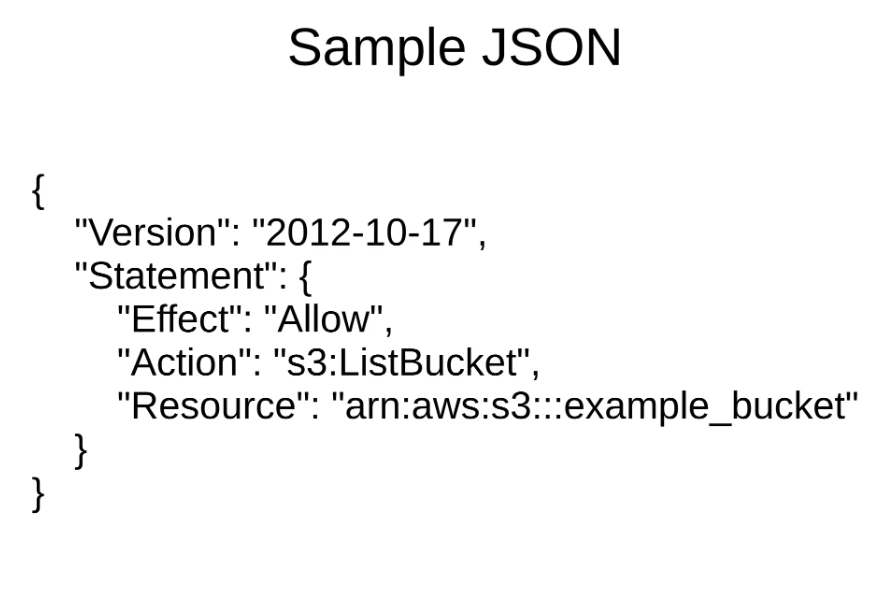 Sample JSON
{
    "Version": "2012-10-17",
    "Statement": {
        "Effect": "Allow",
        "Action": "s3:ListBucket",
        "Resource": "arn:aws:s3:::example_bucket"
    }
}